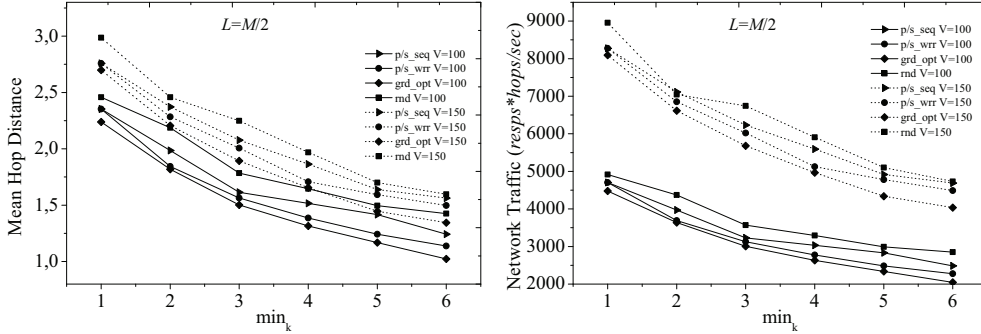 L=M/2
Mean Hop Distance
3,0
2,5
2,0
1,5
1,0
p/s_seq V=100
p/s_wrr V=100
grd_opt V=100
rnd V=100
p/s_seq V=150
p/s_wrr V=150
grd_opt V=150
rnd V=150
1 2 3 4 5 6
min_k
L=M/2
Network Traffic (resps*hops/sec)
9000
8000
7000
6000
5000
4000
3000
2000
p/s_seq V=100
p/s_wrr V=100
grd_opt V=100
rnd V=100
p/s_seq V=150
p/s_wrr V=150
grd_opt V=150
rnd V=150
1 2 3 4 5 6
min_k